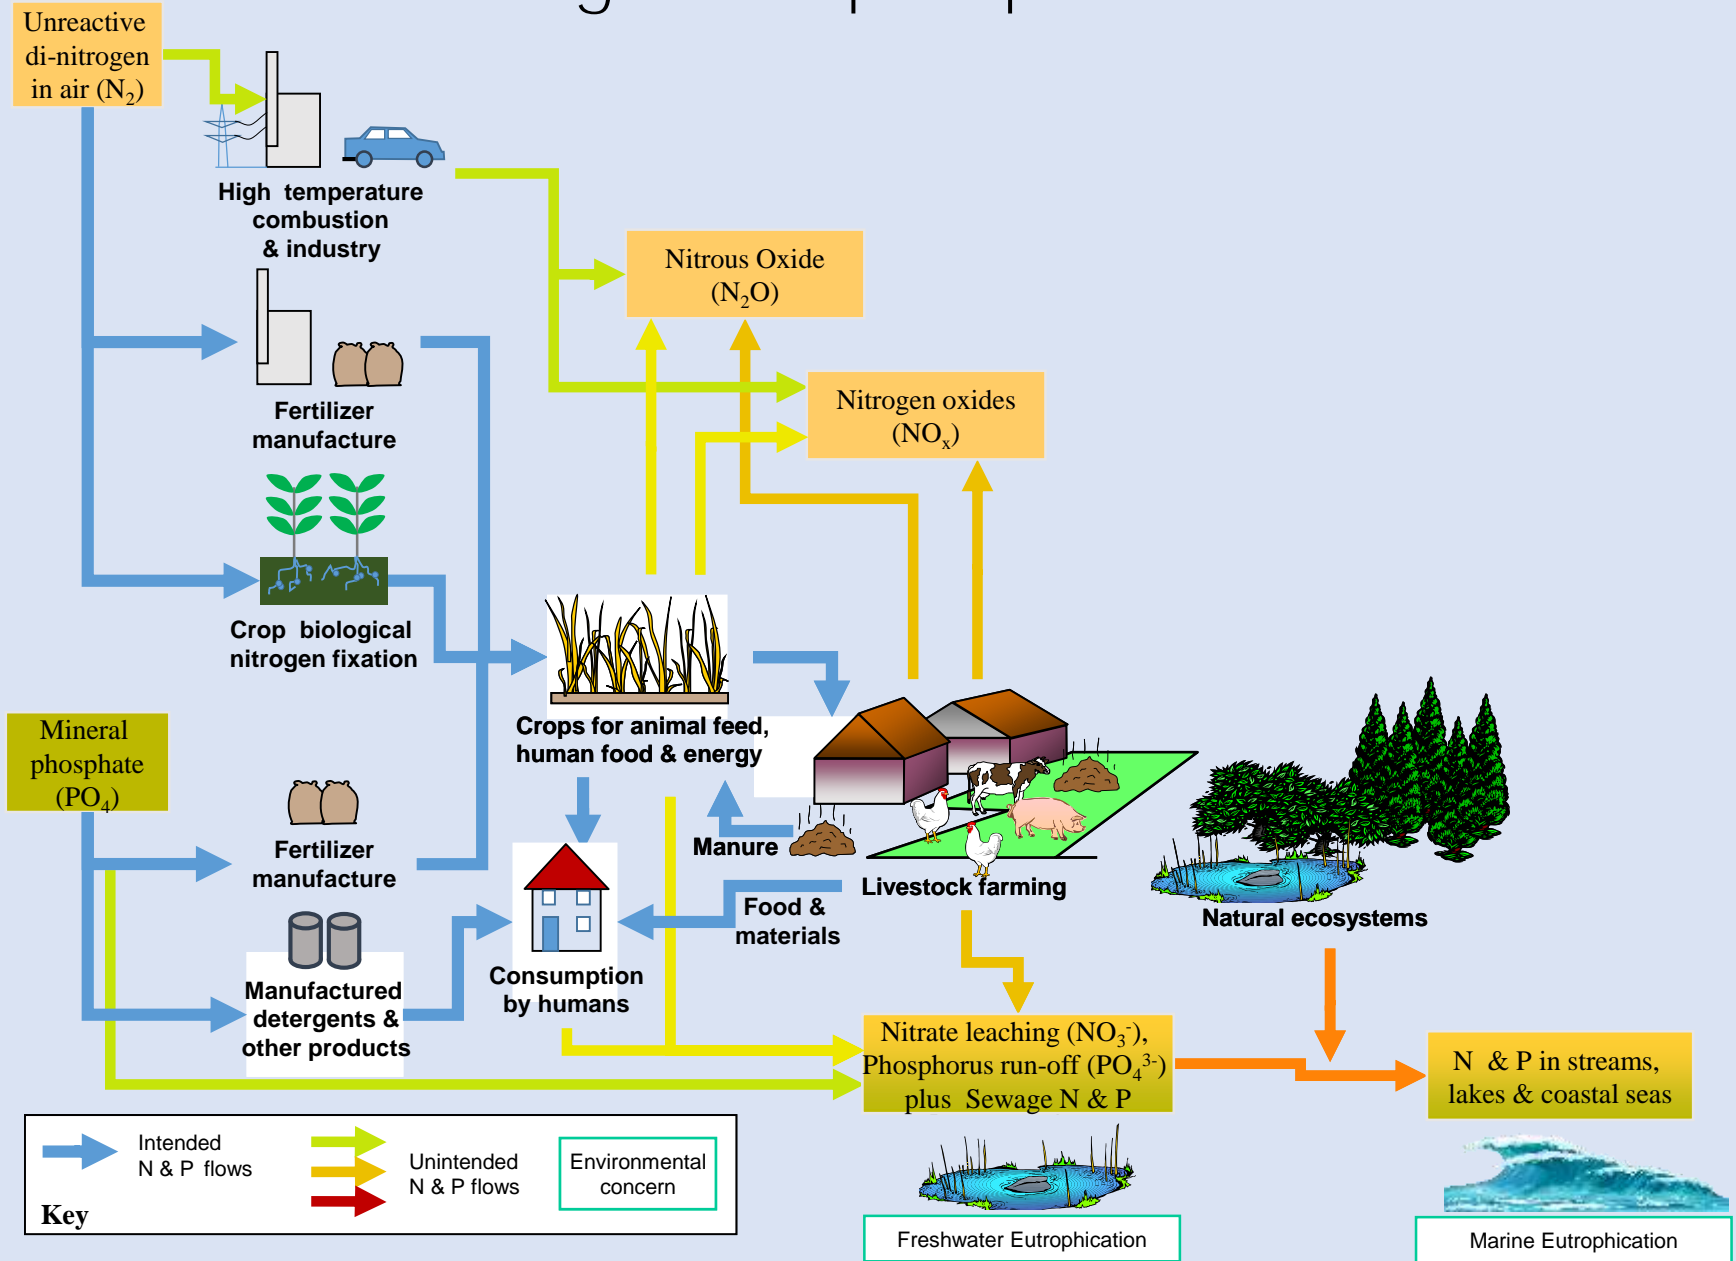 Unreactive
di-nitrogen
in air (N₂)
High temperature
combustion
& industry
Nitrous Oxide
(N₂O)
Nitrogen oxides
(NOₓ)
Fertilizer
manufacture
Crop biological
nitrogen fixation
Mineral
phosphate
(PO₄)
Crops for animal feed,
human food & energy
Manure
Fertilizer
manufacture
Livestock farming
Food &
materials
Natural ecosystems
Consumption
by humans
Manufactured
detergents &
other products
Nitrate leaching (NO₃⁻),
Phosphorus run-off (PO₄³⁻)
plus Sewage N & P
N & P in streams,
lakes & coastal seas
Intended
N & P flows
Unintended
N & P flows
Environmental
concern
Key
Freshwater Eutrophication
Marine Eutrophication